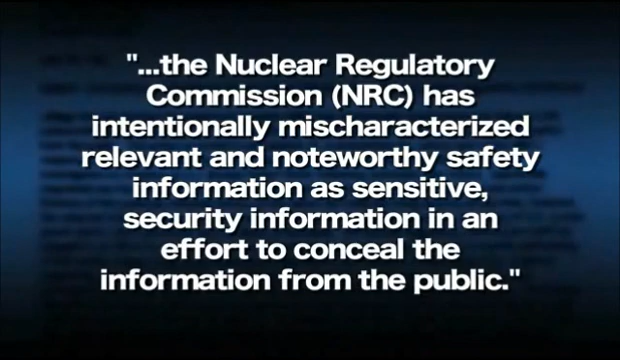 "...the Nuclear Regulatory
Commission (NRC) has
intentionally mischaracterized
relevant and noteworthy safety
information as sensitive,
security information in an
effort to conceal the
information from the public."